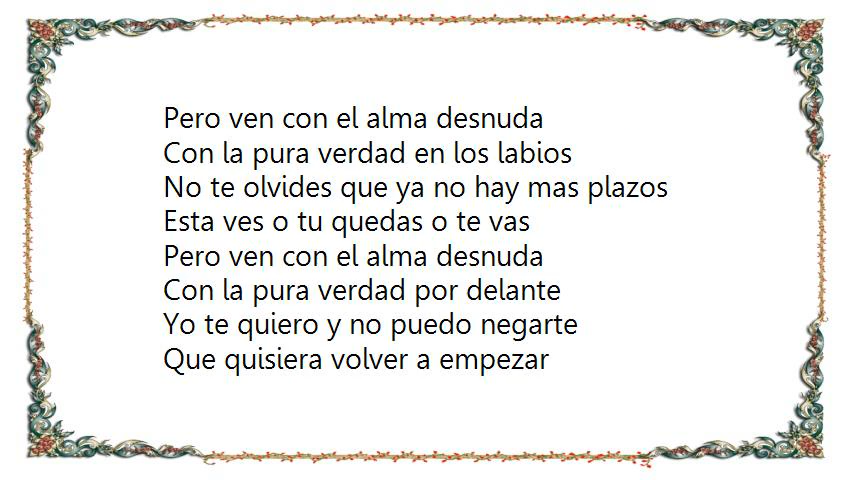 Pero ven con el alma desnuda
Con la pura verdad en los labios
No te olvides que ya no hay mas plazos
Esta ves o tu quedas o te vas
Pero ven con el alma desnuda
Con la pura verdad por delante
Yo te quiero y no puedo negarte
Que quisiera volver a empezar